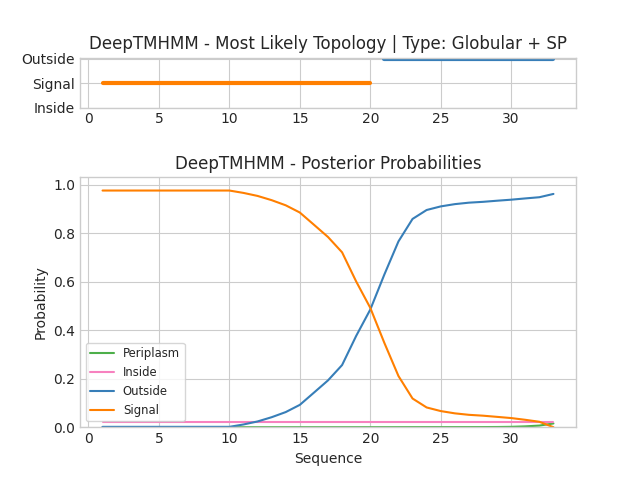 DeepTMHMM - Most Likely Topology | Type: Globular + SP
Outside
Signal
Inside
0 5 10 15 20 25 30
DeepTMHMM - Posterior Probabilities
1.0
0.8
0.6
0.4
0.2
0.0
Probability
Periplasm
Inside
Outside
Signal
0 5 10 15 20 25 30
Sequence